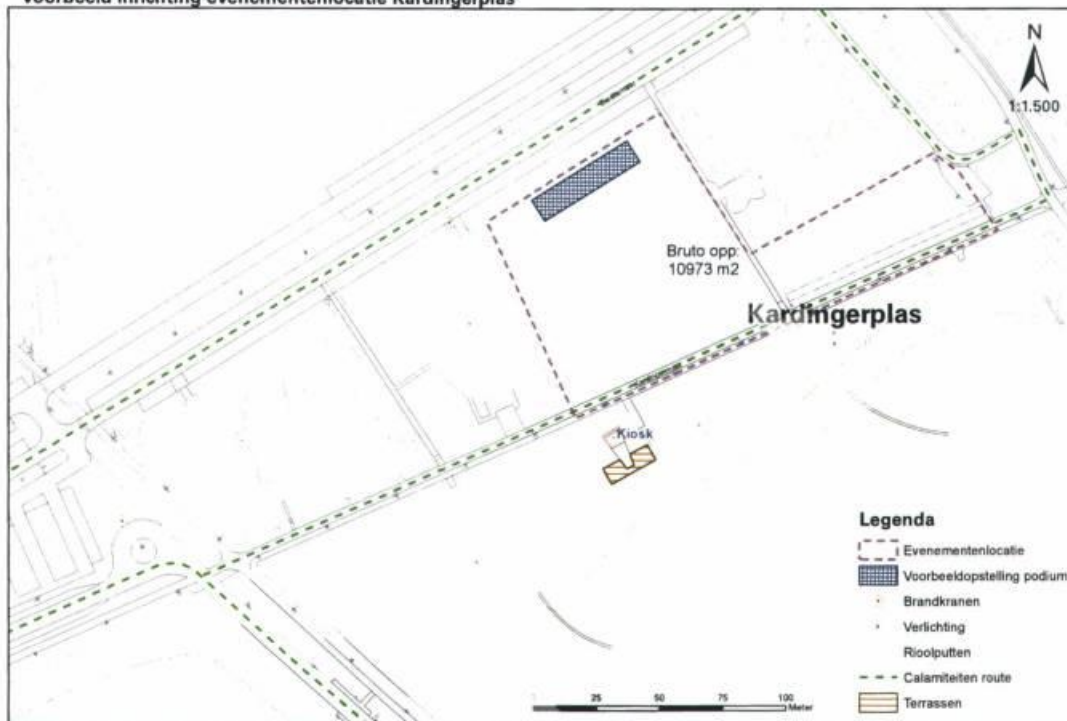 Voorbeeld inrichting evenementenlocatie Kardingerplas
N
1:1.500
Bruto opp:
10973 m2
Kardingerplas
Kiosk
Legenda
Evenementenlocatie
Voorbeeldopstelling podium
Brandkranen
Verlichting
Rioolputten
Calamiteiten route
Terrassen
25 50 75 100
Meter